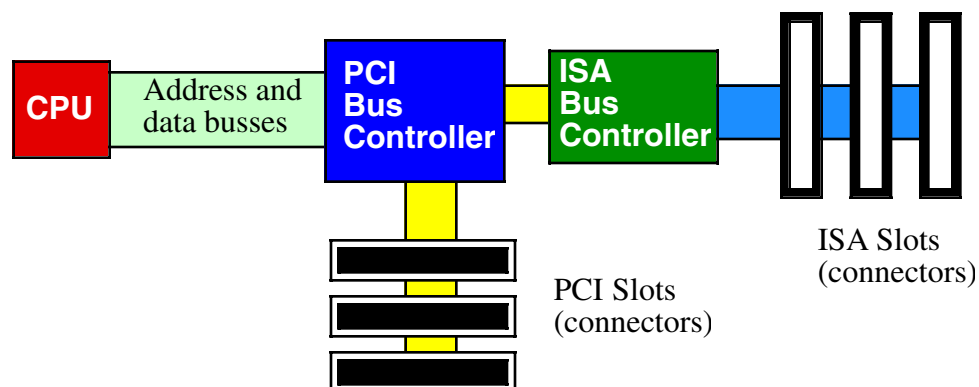 CPU
Address and
data busses
PCI
Bus
Controller
ISA
Bus
Controller
ISA Slots
(connectors)
PCI Slots
(connectors)